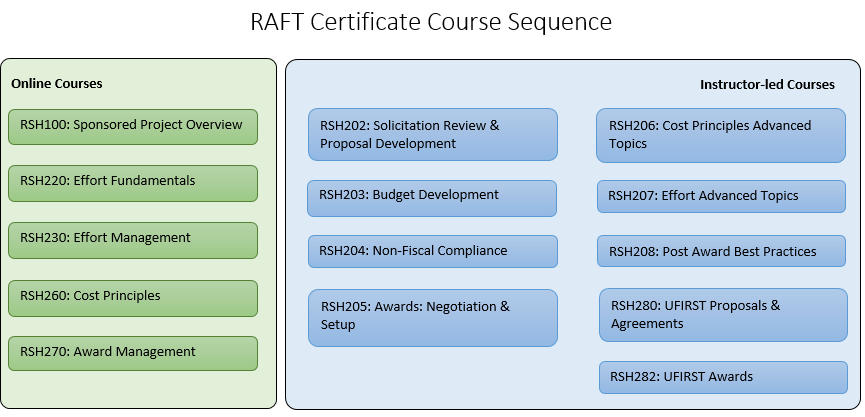 RAFT Certificate Course Sequence
Online Courses
RSH100: Sponsored Project Overview
RSH220: Effort Fundamentals
RSH230: Effort Management
RSH260: Cost Principles
RSH270: Award Management
Instructor-led Courses
RSH202: Solicitation Review &
Proposal Development
RSH203: Budget Development
RSH204: Non-Fiscal Compliance
RSH205: Awards: Negotiation &
Setup
RSH206: Cost Principles Advanced
Topics
RSH207: Effort Advanced Topics
RSH208: Post Award Best Practices
RSH280: UFIRST Proposals &
Agreements
RSH282: UFIRST Awards